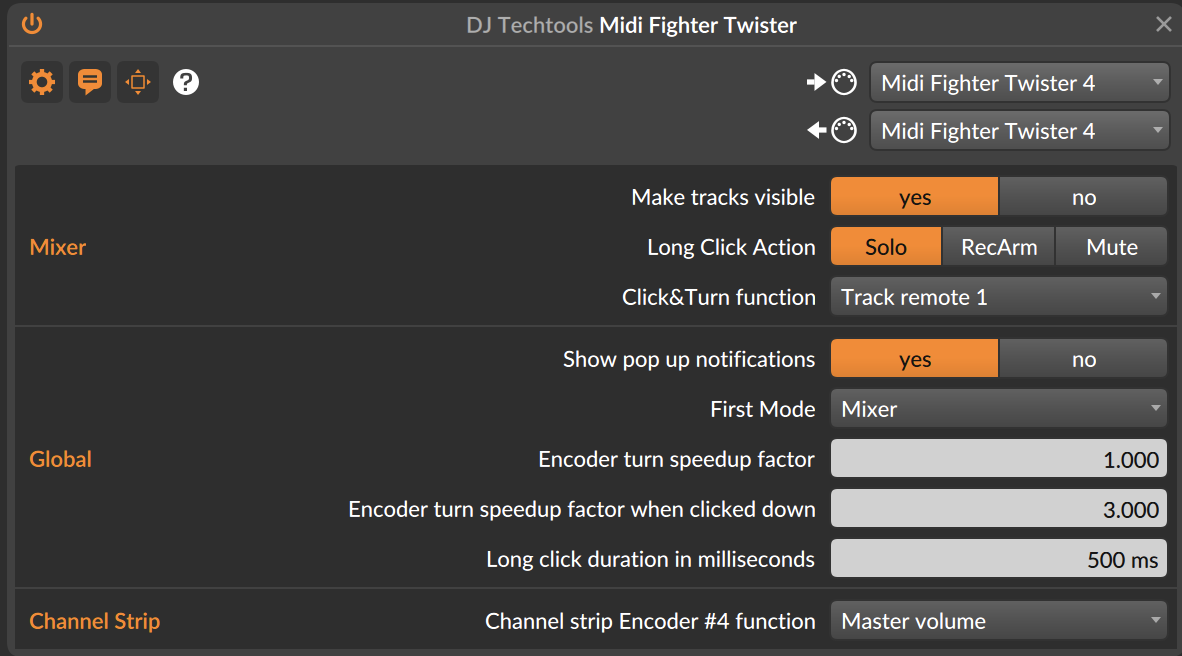 DJ Techtools Midi Fighter Twister
?
Midi Fighter Twister 4
Midi Fighter Twister 4
Make tracks visible yes no
Mixer Long Click Action Solo RecArm Mute
Click&Turn function Track remote 1
Show pop up notifications yes no
First Mode Mixer
Global Encoder turn speedup factor 1.000
Encoder turn speedup factor when clicked down 3.000
Long click duration in milliseconds 500 ms
Channel Strip Channel strip Encoder #4 function Master volume